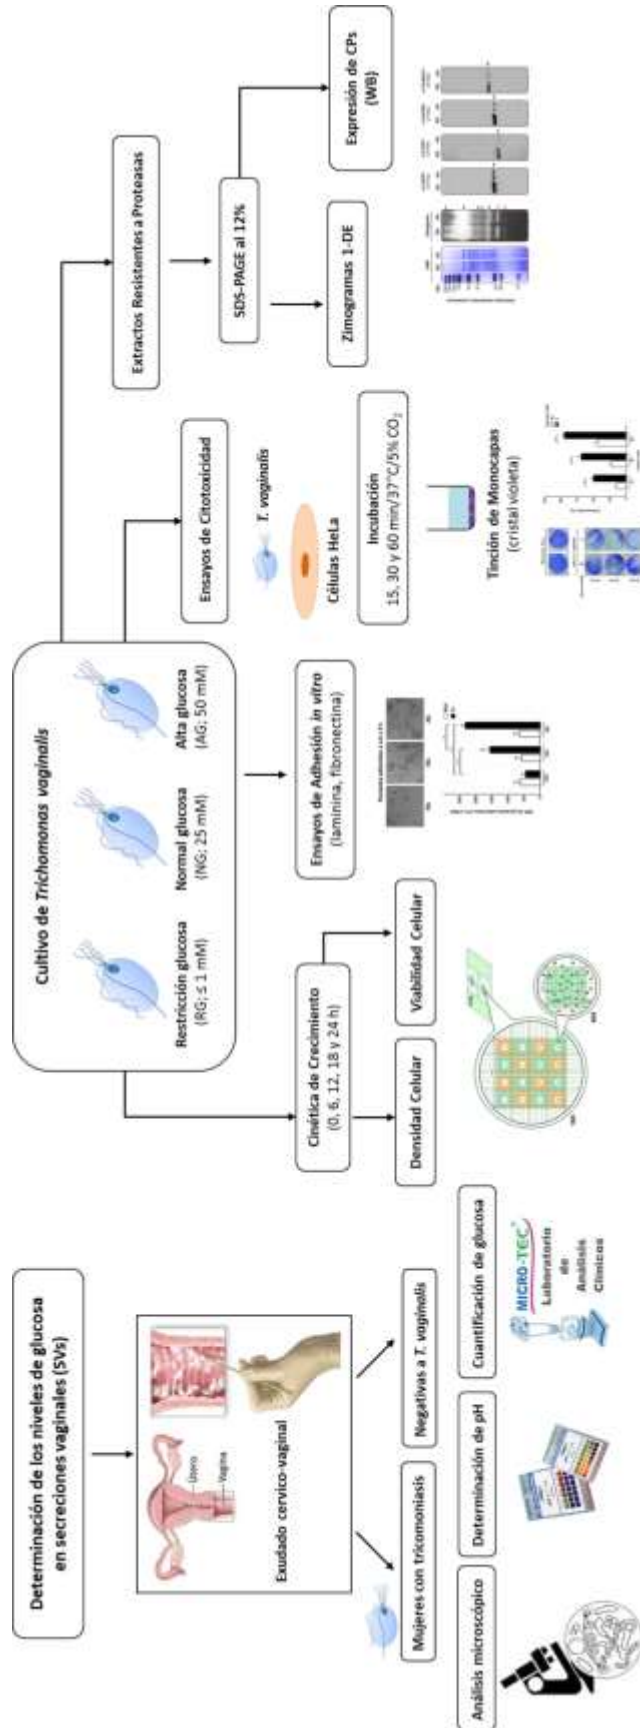 Determinación de los niveles de glucosa
en secreciones vaginales (SVs)
Útero
Vagina
Exudado cervico-vaginal
Mujeres con tricomoniasis
Negativas a T. vaginalis
Análisis microscópico
Determinación de pH
Cuantificación de glucosa
MICRO-TEC
Laboratorio
de
Análisis
Clínicos
Cultivo de Trichomonas vaginalis
Restricción glucosa
(RG; ≤ 1 mM)
Normal glucosa
(NG; 25 mM)
Alta glucosa
(AG; 50 mM)
Cinética de Crecimiento
(0, 6, 12, 18 y 24 h)
Densidad Celular
Viabilidad Celular
Ensayos de Adhesión in vitro
(laminina, fibronectina)
Ensayos de Citotoxicidad
T. vaginalis
Células HeLa
Incubación
15, 30 y 60 min/37°C/5% CO₂
Tinción de Monocapas
(cristal violeta)
Extractos Resistentes a Proteasas
SDS-PAGE al 12%
Zimogramas 1-DE
Expresión de CPs
(WB)